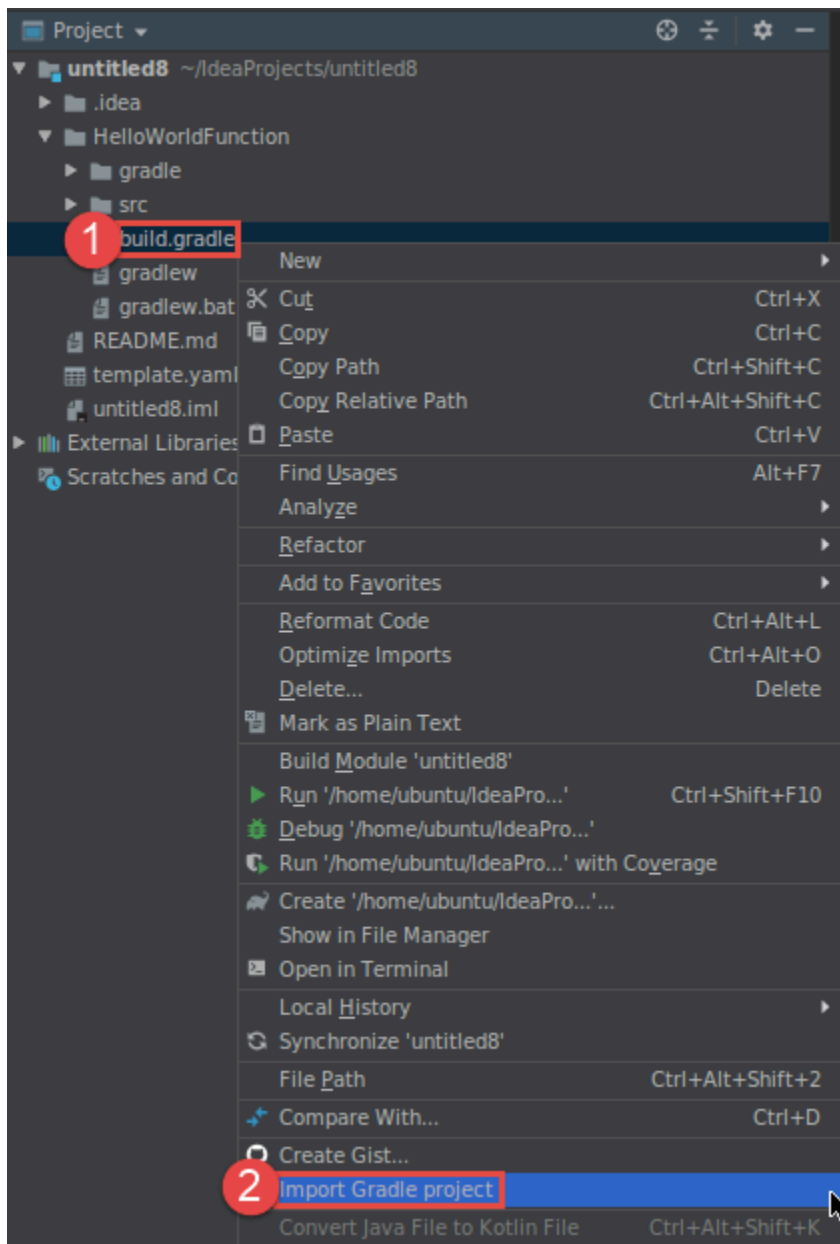 Project
untitled8 ~/IdeaProjects/untitled8
.idea
HelloWorldFunction
gradle
src
1 build.gradle
gradlew
gradlew.bat
README.md
template.yaml
untitled8.iml
External Libraries
Scratches and Co
New
Cut Ctrl+X
Copy Ctrl+C
Copy Path Ctrl+Shift+C
Copy Relative Path Ctrl+Alt+Shift+C
Paste Ctrl+V
Find Usages Alt+F7
Analyze
Refactor
Add to Favorites
Reformat Code Ctrl+Alt+L
Optimize Imports Ctrl+Alt+O
Delete... Delete
Mark as Plain Text
Build Module 'untitled8'
Run '/home/ubuntu/IdeaPro...' Ctrl+Shift+F10
Debug '/home/ubuntu/IdeaPro...'
Run '/home/ubuntu/IdeaPro...' with Coverage
Create '/home/ubuntu/IdeaPro...'...
Show in File Manager
Open in Terminal
Local History
Synchronize 'untitled8'
File Path Ctrl+Alt+Shift+2
Compare With... Ctrl+D
Create Gist...
2 Import Gradle project
Convert Java File to Kotlin File Ctrl+Alt+Shift+K